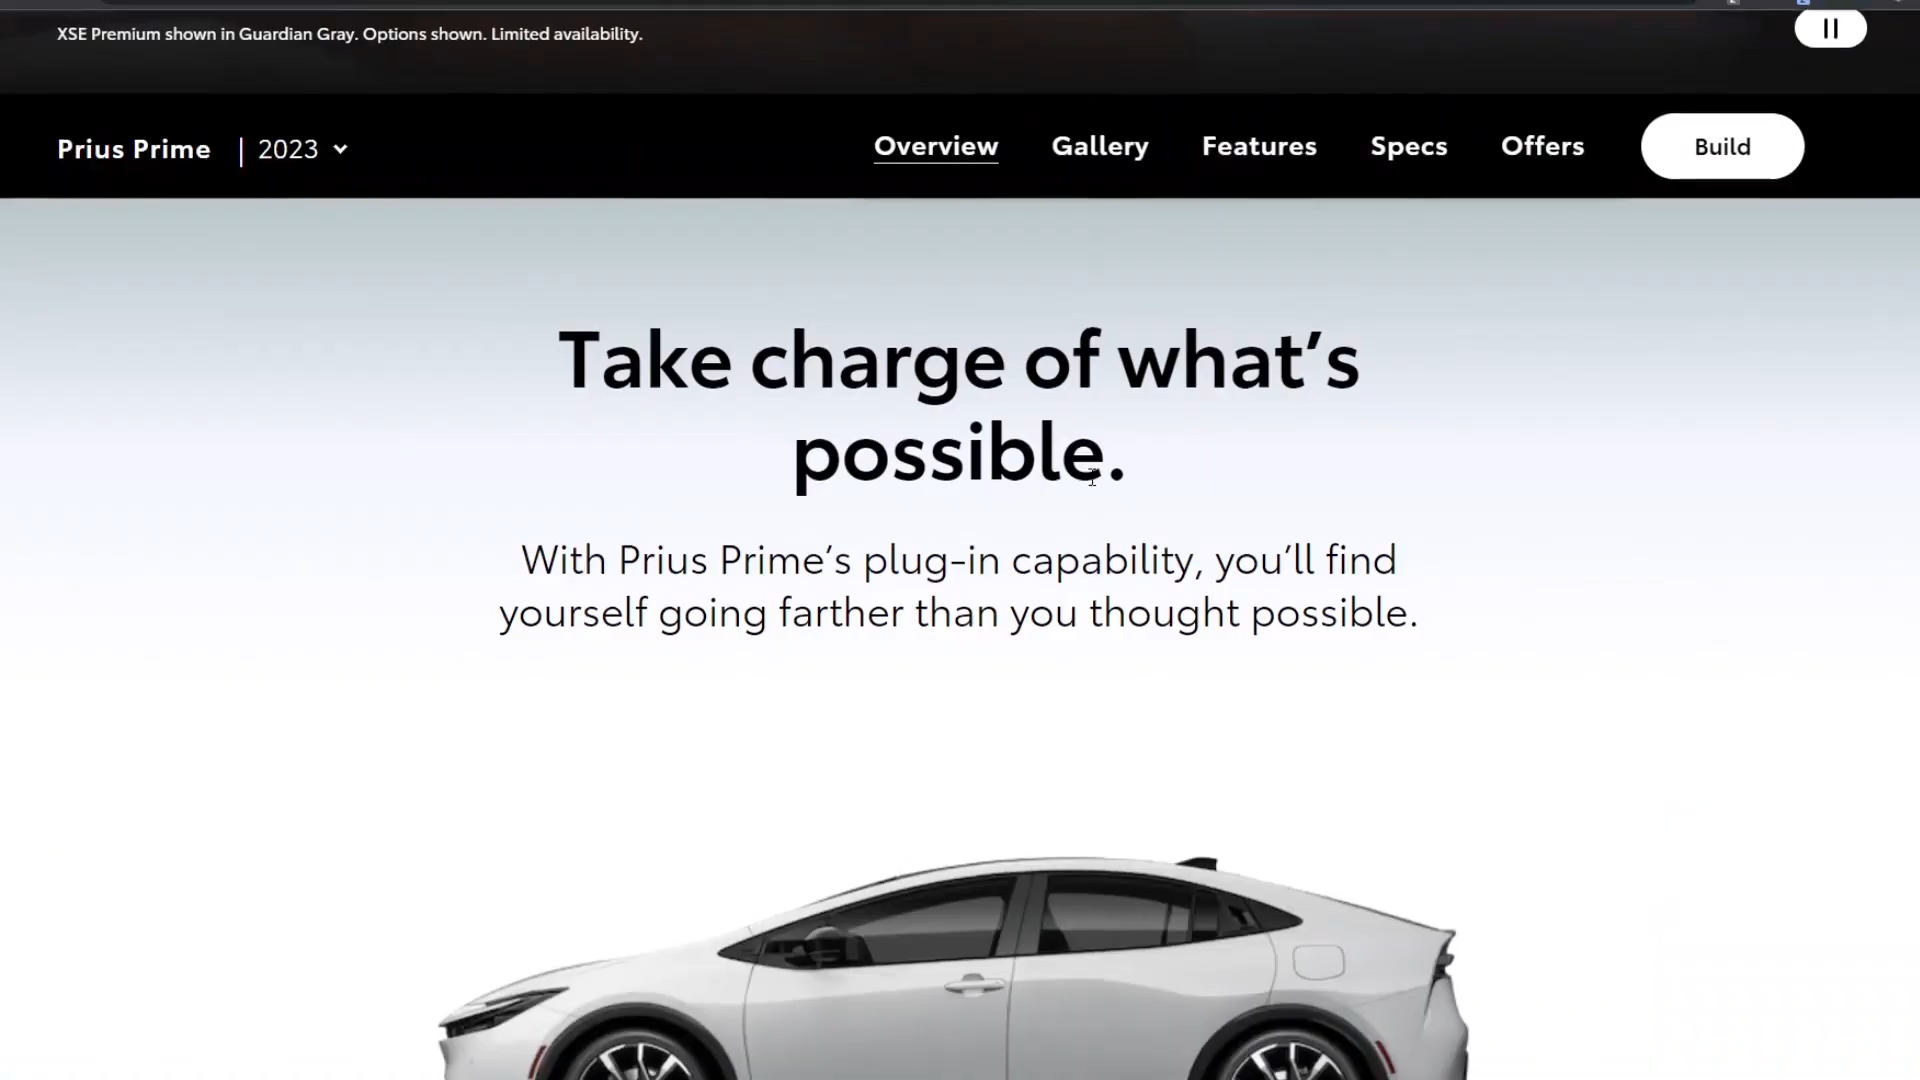 XSE Premium shown in Guardian Gray. Options shown. Limited availability.
Prius Prime | 2023
Overview
Gallery
Features
Specs
Offers
Build
Take charge of what’s
possible.
With Prius Prime’s plug-in capability, you’ll find
yourself going farther than you thought possible.